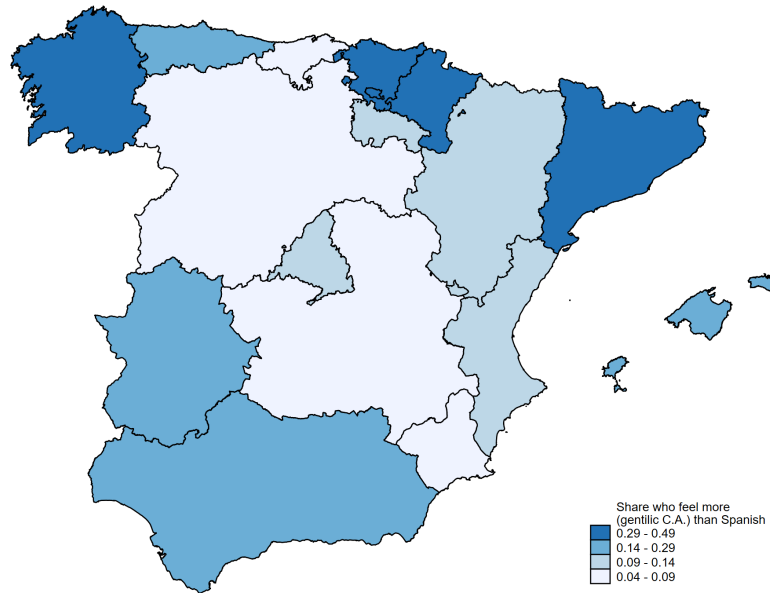 Share who feel more
(gentilic C.A.) than Spanish
0.29 - 0.49
0.14 - 0.29
0.09 - 0.14
0.04 - 0.09